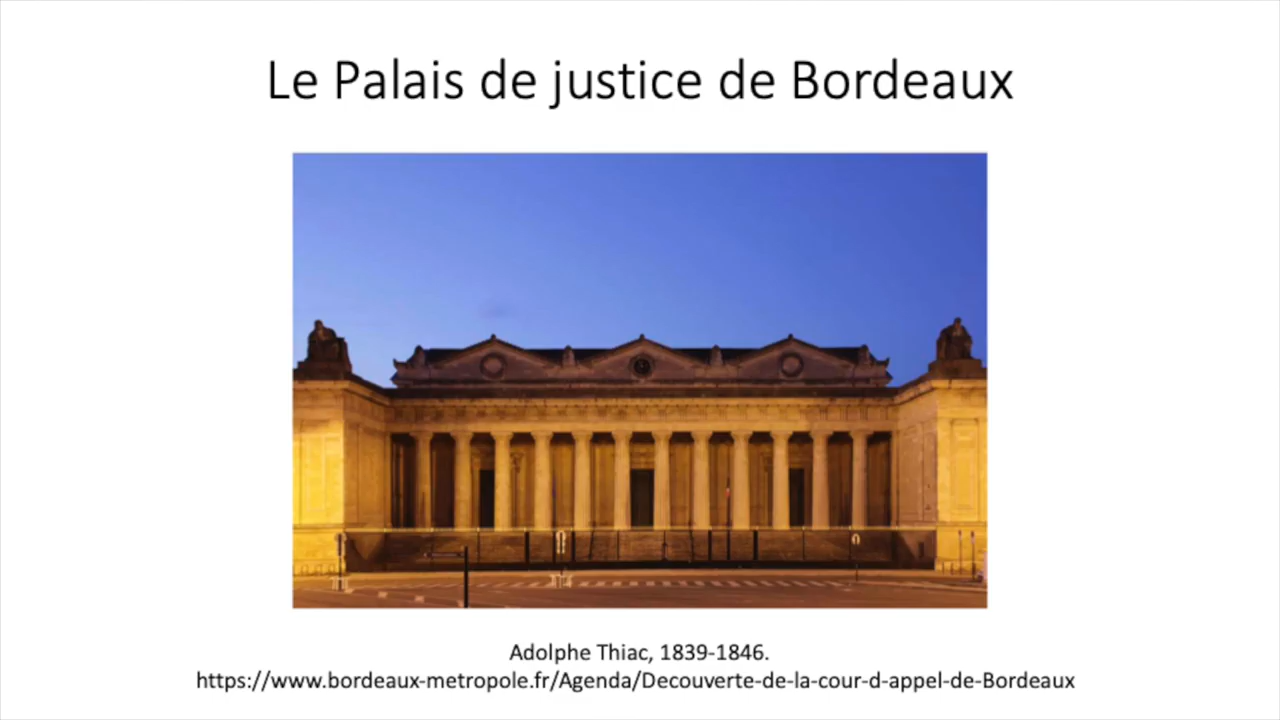 Le Palais de justice de Bordeaux
Adolphe Thiac, 1839-1846.
https://www.bordeaux-metropole.fr/Agenda/Decouverte-de-la-cour-d-appel-de-Bordeaux